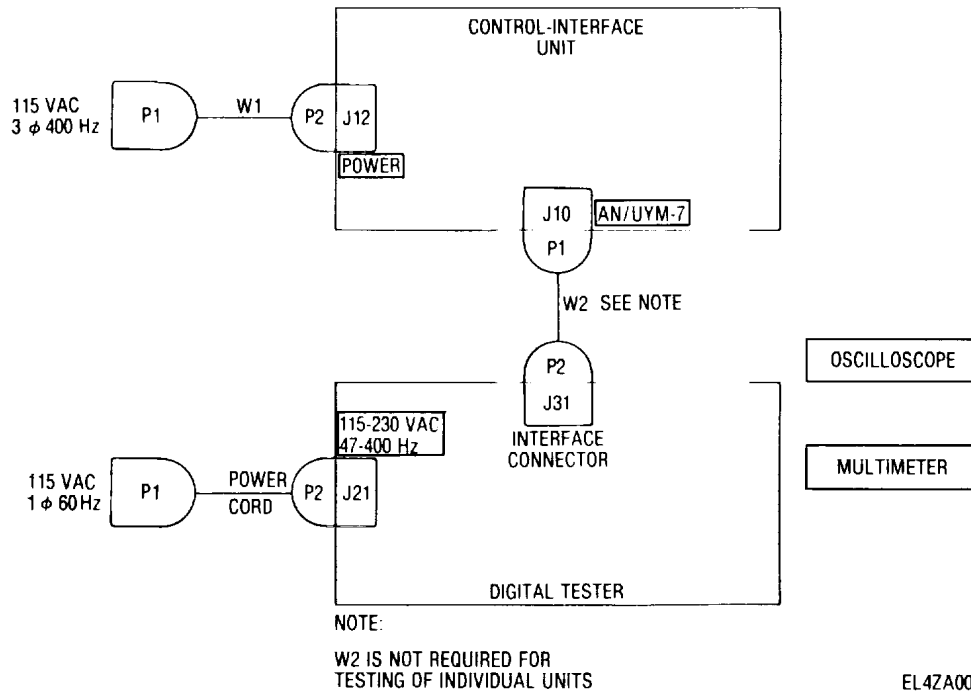 CONTROL-INTERFACE
UNIT
115 VAC
3 φ 400 Hz
P1
W1
P2
J12
POWER
J10
AN/UYM-7
P1
W2 SEE NOTE
P2
J31
INTERFACE
CONNECTOR
OSCILLOSCOPE
MULTIMETER
115-230 VAC
47-400 Hz
115 VAC
1 φ 60 Hz
P1
POWER
CORD
P2
J21
DIGITAL TESTER
NOTE:
W2 IS NOT REQUIRED FOR
TESTING OF INDIVIDUAL UNITS
EL4ZA00